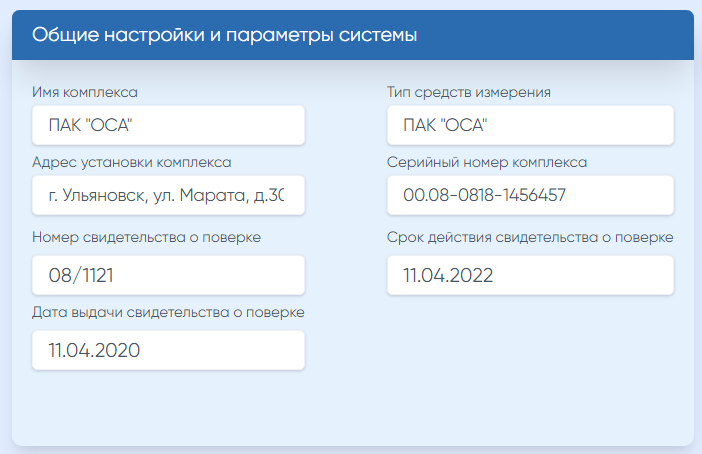 Общие настройки и параметры системы
Имя комплекса
Тип средств измерения
ПАК "ОСА"
ПАК "ОСА"
Адрес установки комплекса
Серийный номер комплекса
г. Ульяновск, ул. Марата, д.30
00.08-0818-1456457
Номер свидетельства о поверке
Срок действия свидетельства о поверке
08/1121
11.04.2022
Дата выдачи свидетельства о поверке
11.04.2020